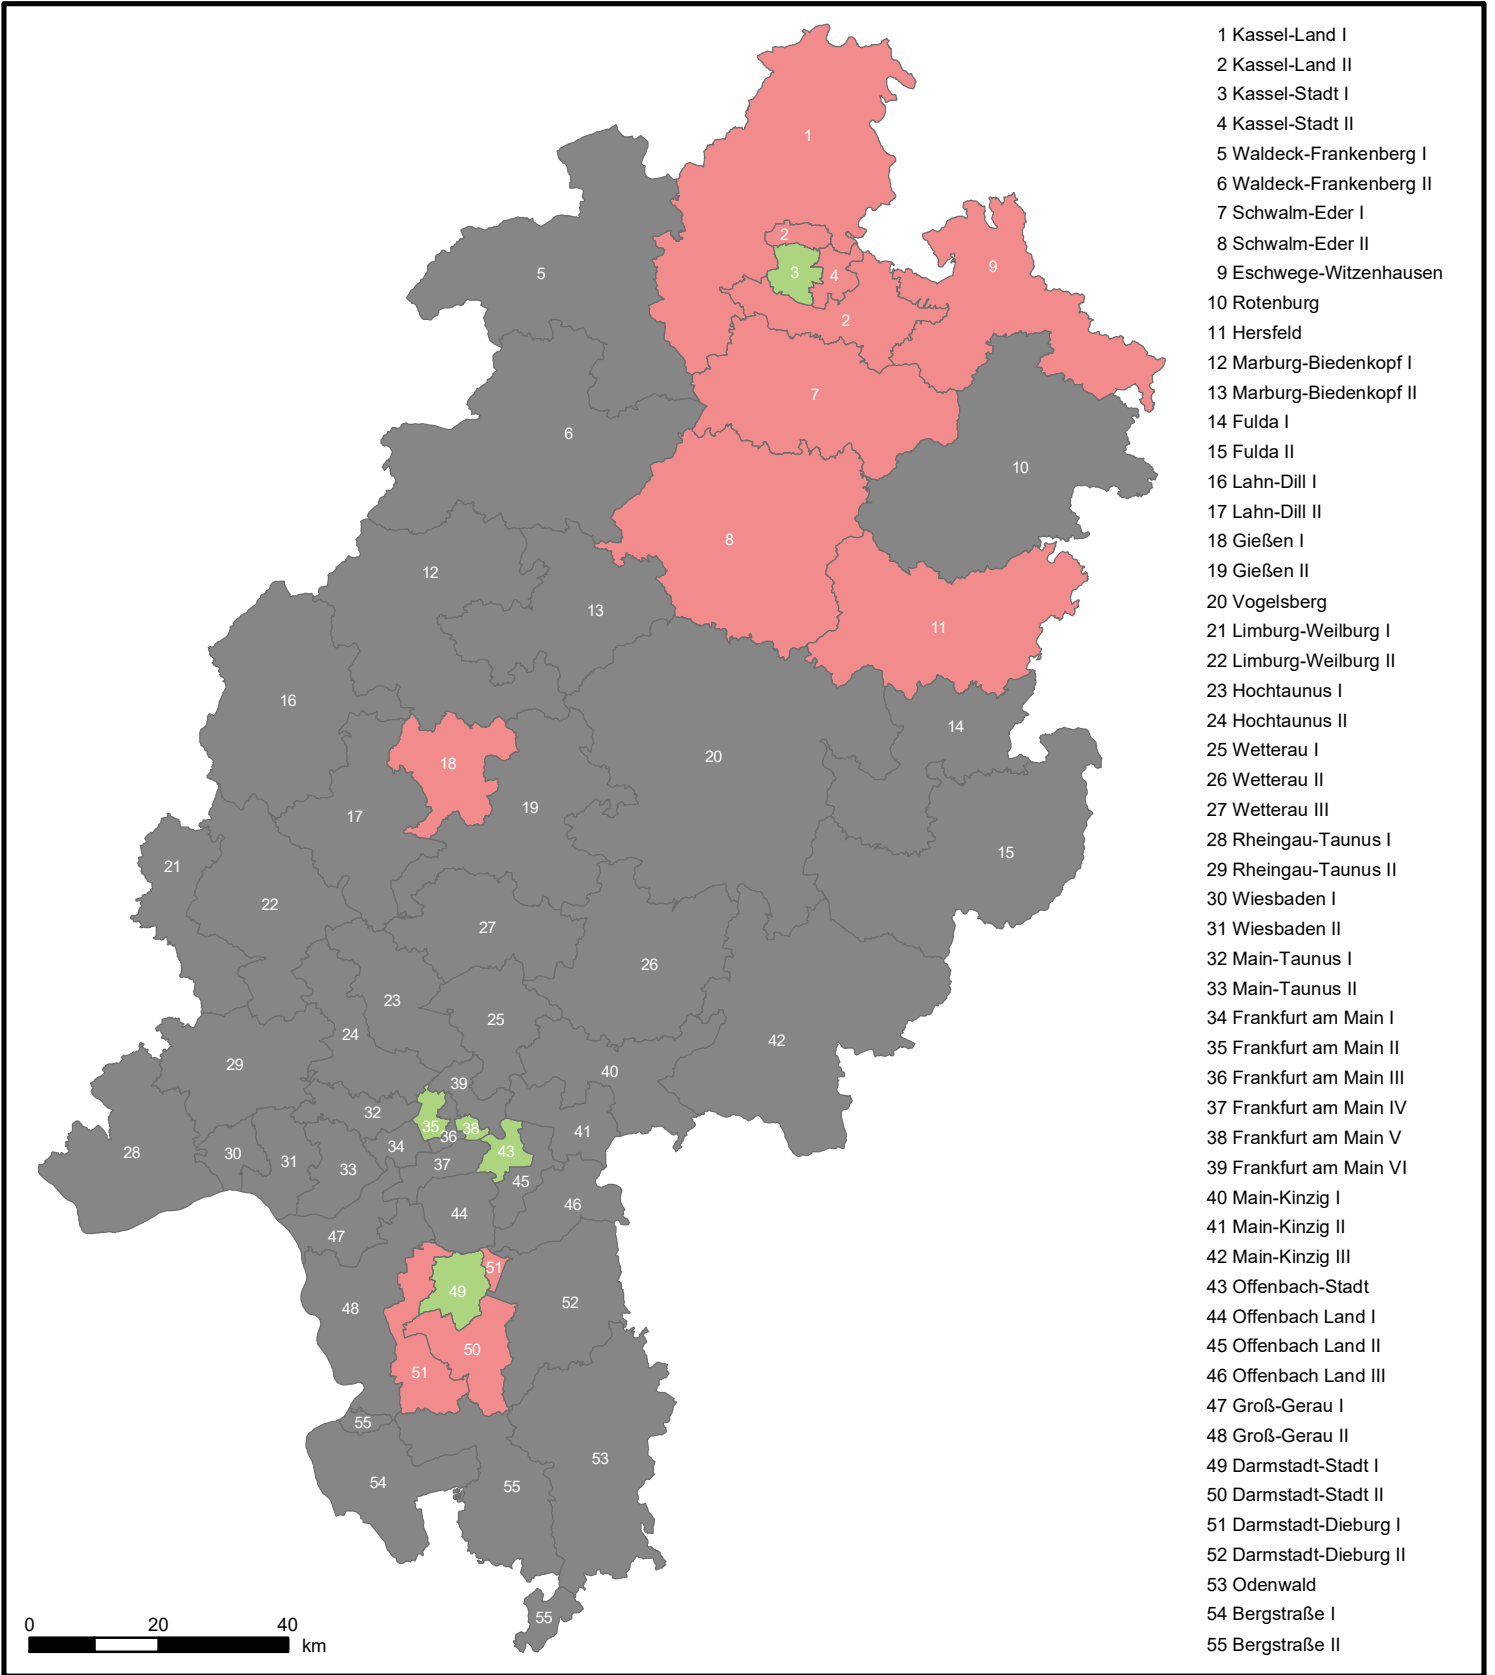 1 Kassel-Land I
2 Kassel-Land II
3 Kassel-Stadt I
4 Kassel-Stadt II
5 Waldeck-Frankenberg I
6 Waldeck-Frankenberg II
7 Schwalm-Eder I
8 Schwalm-Eder II
9 Eschwege-Witzenhausen
10 Rotenburg
11 Hersfeld
12 Marburg-Biedenkopf I
13 Marburg-Biedenkopf II
14 Fulda I
15 Fulda II
16 Lahn-Dill I
17 Lahn-Dill II
18 Gießen I
19 Gießen II
20 Vogelsberg
21 Limburg-Weilburg I
22 Limburg-Weilburg II
23 Hochtaunus I
24 Hochtaunus II
25 Wetterau I
26 Wetterau II
27 Wetterau III
28 Rheingau-Taunus I
29 Rheingau-Taunus II
30 Wiesbaden I
31 Wiesbaden II
32 Main-Taunus I
33 Main-Taunus II
34 Frankfurt am Main I
35 Frankfurt am Main II
36 Frankfurt am Main III
37 Frankfurt am Main IV
38 Frankfurt am Main V
39 Frankfurt am Main VI
40 Main-Kinzig I
41 Main-Kinzig II
42 Main-Kinzig III
43 Offenbach-Stadt
44 Offenbach Land I
45 Offenbach Land II
46 Offenbach Land III
47 Groß-Gerau I
48 Groß-Gerau II
49 Darmstadt-Stadt I
50 Darmstadt-Stadt II
51 Darmstadt-Dieburg I
52 Darmstadt-Dieburg II
53 Odenwald
54 Bergstraße I
55 Bergstraße II
1
2
3
4
2
9
5
7
6
10
8
12
13
11
16
14
18
20
19
17
15
21
22
27
26
23
25
24
42
29
40
39
32
35
38
36
41
34
43
28
30
31
33
37
45
46
44
47
51
49
52
48
50
51
55
53
54
55
55
0 20 40
km